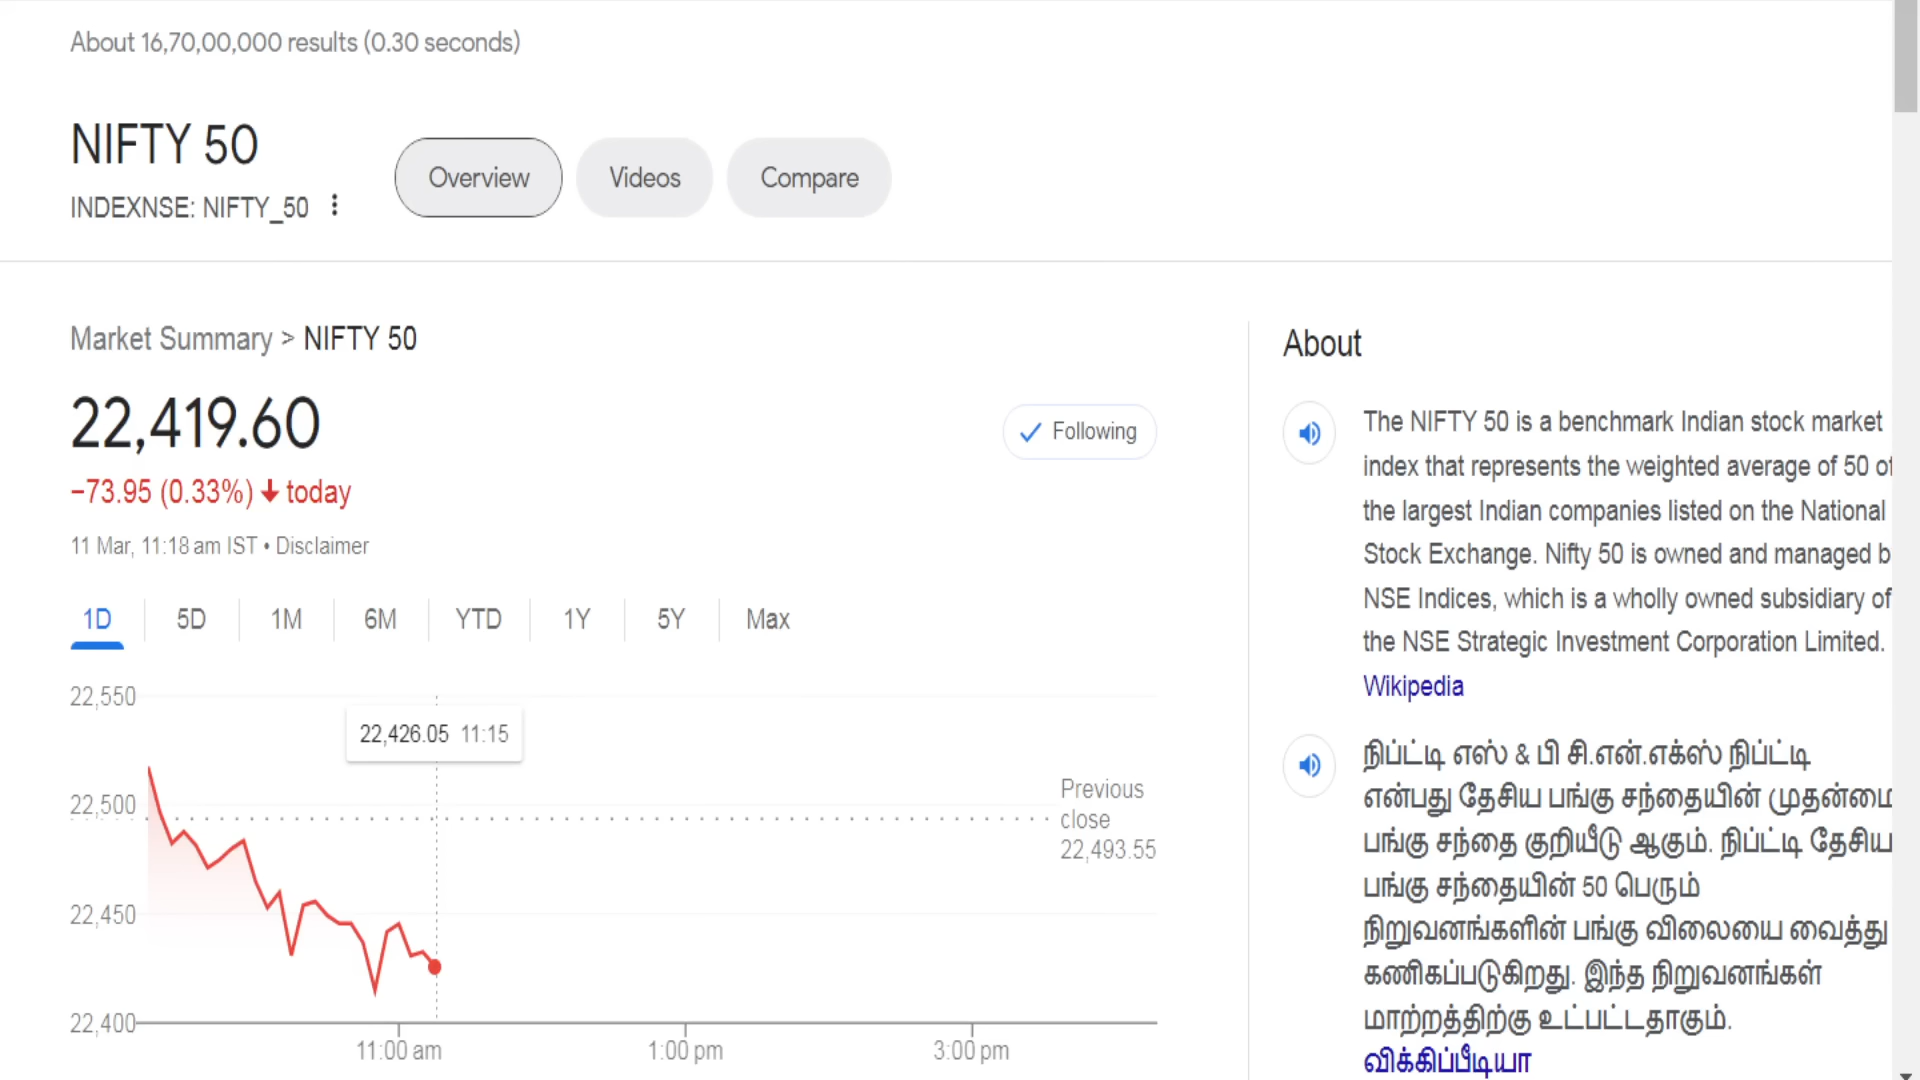 About 16,70,00,000 results (0.30 seconds)
NIFTY 50
INDEXNSE: NIFTY_50
Overview
Videos
Compare
Market Summary > NIFTY 50
22,419.60
−73.95 (0.33%) today
11 Mar, 11:18 am IST • Disclaimer
Following
1D
5D
1M
6M
YTD
1Y
5Y
Max
22,550
22,500
22,450
22,400
22,426.05 11:15
Previous
close
22,493.55
11:00 am
1:00 pm
3:00 pm
About
The NIFTY 50 is a benchmark Indian stock market
index that represents the weighted average of 50 of
the largest Indian companies listed on the National
Stock Exchange. Nifty 50 is owned and managed b
NSE Indices, which is a wholly owned subsidiary of
the NSE Strategic Investment Corporation Limited.
Wikipedia
நிப்ட்டி எஸ் & பி சி.என்.எக்ஸ் நிப்ட்டி
என்பது தேசிய பங்கு சந்தையின் முதன்மை
பங்கு சந்தை குறியீடு ஆகும். நிப்ட்டி தேசிய
பங்கு சந்தையின் 50 பெரும்
நிறுவனங்களின் பங்கு விலையை வைத்து
கணிகப்படுகிறது. இந்த நிறுவனங்கள்
மாற்றத்திற்கு உட்பட்டதாகும்.
விக்கிப்பீடியா